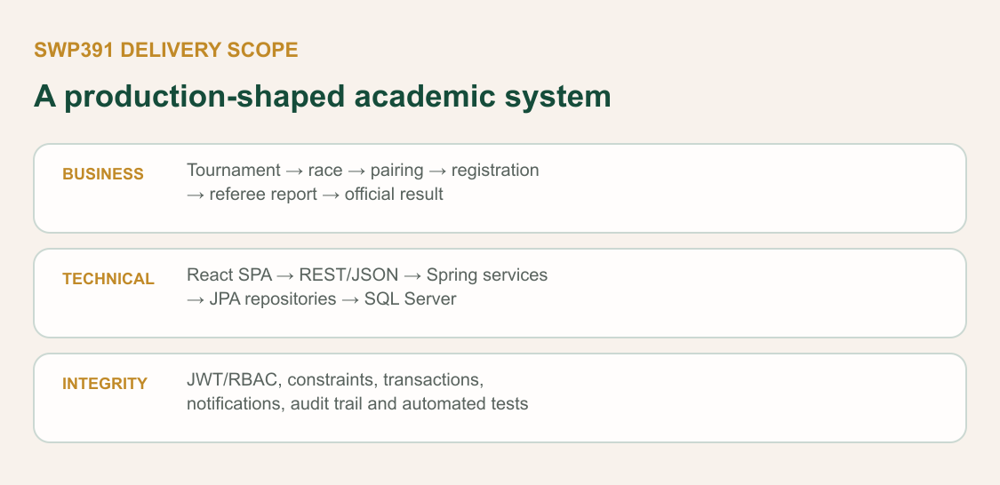 SWP391 DELIVERY SCOPE
A production-shaped academic system
BUSINESS
Tournament → race → pairing → registration
→ referee report → official result
TECHNICAL
React SPA → REST/JSON → Spring services
→ JPA repositories → SQL Server
INTEGRITY
JWT/RBAC, constraints, transactions,
notifications, audit trail and automated tests